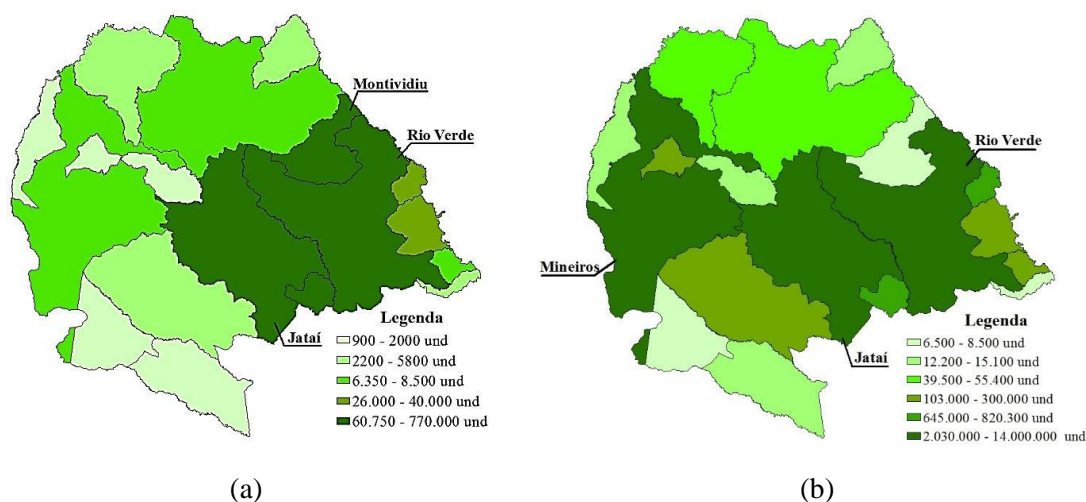 Montividiu
Rio Verde
Jataí
Legenda
900 - 2000 und
2200 - 5800 und
6.350 - 8.500 und
26.000 - 40.000 und
60.750 - 770.000 und
(a)
Rio Verde
Mineiros
Jataí
Legenda
6.500 - 8.500 und
12.200 - 15.100 und
39.500 - 55.400 und
103.000 - 300.000 und
645.000 - 820.300 und
2.030.000 - 14.000.000 und
(b)